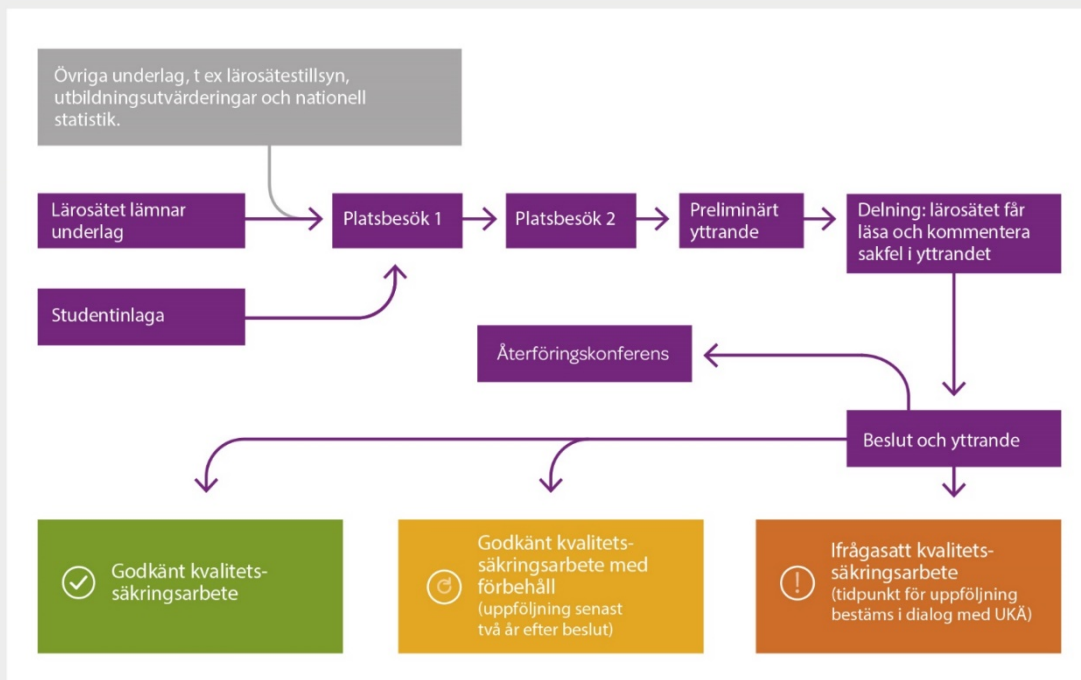 Övriga underlag, t ex lärosätestillsyn,
utbildningsutvärderingar och nationell
statistik.
Lärosätet lämnar
underlag
Platsbesök 1
Platsbesök 2
Preliminärt
yttrande
Delning: lärosätet får
läsa och kommentera
sakfel i yttrandet
Studentinlaga
Återföringskonferens
Beslut och yttrande
Godkänt kvalitets-
säkringsarbete
Godkänt kvalitets-
säkringsarbete med
förbehåll
(uppföljning senast
två år efter beslut)
Ifrågasatt kvalitets-
säkringsarbete
(tidpunkt för uppföljning
bestäms i dialog med UKÄ)